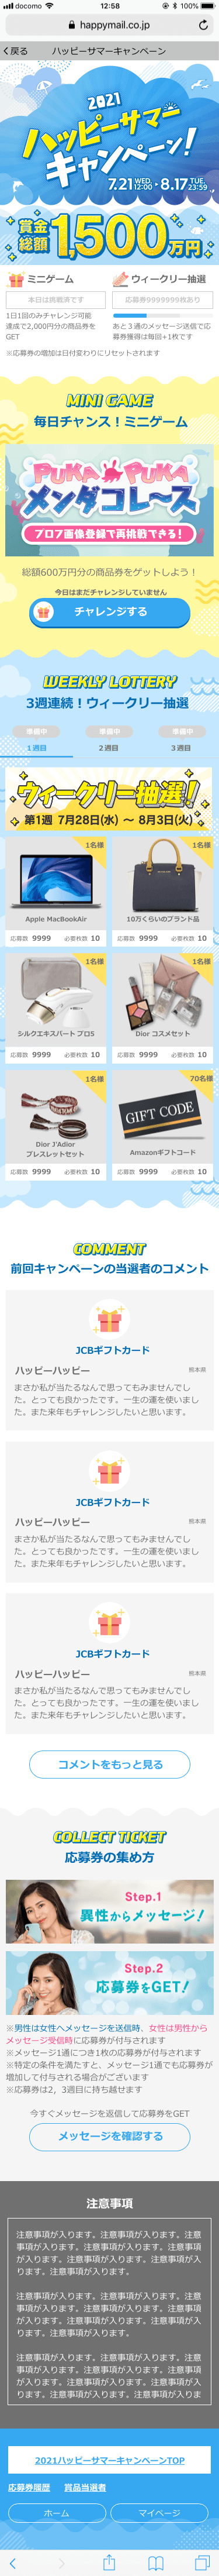 docomo 12:58 100%
happymail.co.jp
戻る ハッピーサマーキャンペーン
2021
ハッピーサマー
キャンペーン!
7.21 WED 12:00 > 8.17 TUE 23:59
賞金総額 1,500万円
ミニゲーム
本日は挑戦済です
1日1回のみチャレンジ可能
達成で2,000円分の商品券を
GET
ウィークリー抽選
応募券9999999枚あり
あと3通のメッセージ送信で応
募券獲得は毎回+1枚です
※応募券の増加は日付変わりにリセットされます
MINI GAME
毎日チャンス！ミニゲーム
PUKA PUKA
メンダコレース
プロフ画像登録で再挑戦できる！
総額600万円分の商品券をゲットしよう！
今日はまだチャレンジしていません
チャレンジする
WEEKLY LOTTERY
3週連続！ウィークリー抽選
準備中 準備中 準備中
1週目 2週目 3週目
ウィークリー抽選！
第1週 7月28日(水) 〜 8月3日(火)
1名様
Apple MacBookAir
応募数 9999 必要枚数 10
1名様
10万くらいのブランド品
応募数 9999 必要枚数 10
1名様
シルクエキスパート プロ5
応募数 9999 必要枚数 10
1名様
Dior コスメセット
応募数 9999 必要枚数 10
1名様
Dior J'Adior
ブレスレットセット
応募数 9999 必要枚数 10
70名様
GIFT CODE
Amazonギフトコード
応募数 9999 必要枚数 10
COMMENT
前回キャンペーンの当選者のコメント
JCBギフトカード
ハッピーハッピー 熊本県
まさか私が当たるなんて思ってもみませんでし
た。とっても良かったです。一生の運を使いまし
た。また来年もチャレンジしたいと思います。
JCBギフトカード
ハッピーハッピー 熊本県
まさか私が当たるなんて思ってもみませんでし
た。とっても良かったです。一生の運を使いまし
た。また来年もチャレンジしたいと思います。
JCBギフトカード
ハッピーハッピー 熊本県
まさか私が当たるなんて思ってもみませんでし
た。とっても良かったです。一生の運を使いまし
た。また来年もチャレンジしたいと思います。
コメントをもっと見る
COLLECT TICKET
応募券の集め方
Step.1
異性からメッセージ！
Step.2
応募券をGET！
※男性は女性へメッセージを送信時、女性は男性から
メッセージ受信時に応募券が付与されます
※メッセージ1通につき1枚の応募券が付与されます
※特定の条件を満たすと、メッセージ1通でも応募券が
増加して付与される場合がございます
※応募券は2，3週目に持ち越せます
今すぐメッセージを返信して応募券をGET
メッセージを確認する
注意事項
注意事項が入ります。注意事項が入ります。注意
事項が入ります。注意事項が入ります。注意事項
が入ります。注意事項が入ります。注意事項が入
ります。注意事項が入ります。
注意事項が入ります。注意事項が入ります。注意
事項が入ります。注意事項が入ります。注意事項
が入ります。注意事項が入ります。注意事項が入
ります。注意事項が入ります。
注意事項が入ります。注意事項が入ります。注意
事項が入ります。注意事項が入ります。注意事項
が入ります。注意事項が入ります。注意事項が入
ります。注意事項が入ります。注意事項が入りま
2021ハッピーサマーキャンペーンTOP
応募券履歴 賞品当選者
ホーム マイページ